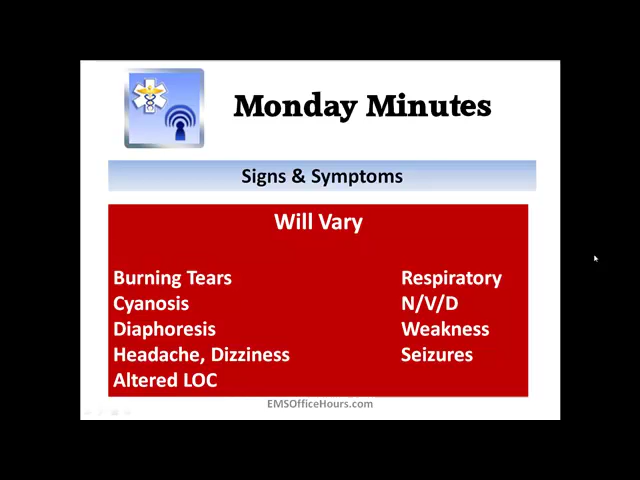 Monday Minutes
Signs & Symptoms
Will Vary
Burning Tears
Cyanosis
Diaphoresis
Headache, Dizziness
Altered LOC
Respiratory
N/V/D
Weakness
Seizures
EMSOfficeHours.com